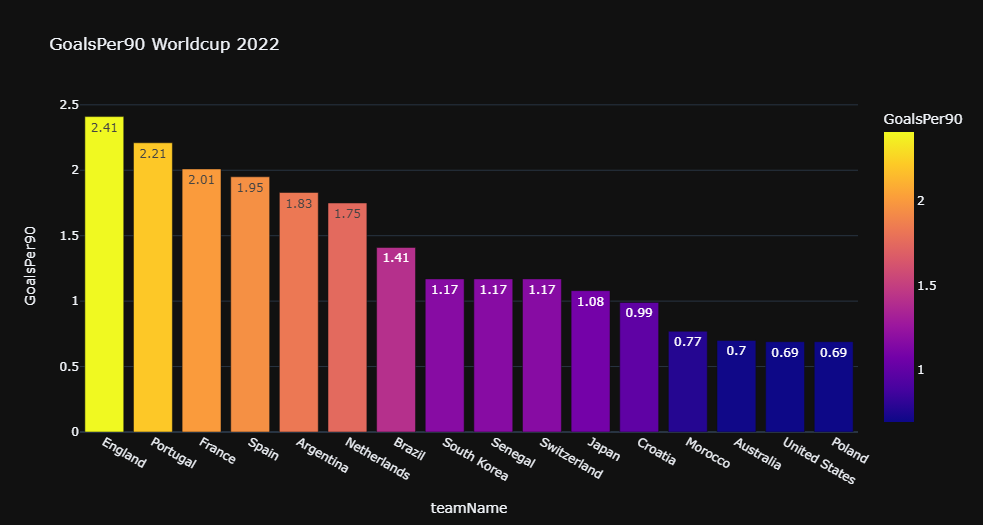 GoalsPer90 Worldcup 2022
GoalsPer90
2.5
2
1.5
1
0.5
0
2.41
2.21
2.01
1.95
1.83
1.75
1.41
1.17
1.17
1.17
1.08
0.99
0.77
0.7
0.69
0.69
England
Portugal
France
Spain
Argentina
Netherlands
Brazil
South Korea
Senegal
Switzerland
Japan
Croatia
Morocco
Australia
United States
Poland
teamName
GoalsPer90
2
1.5
1